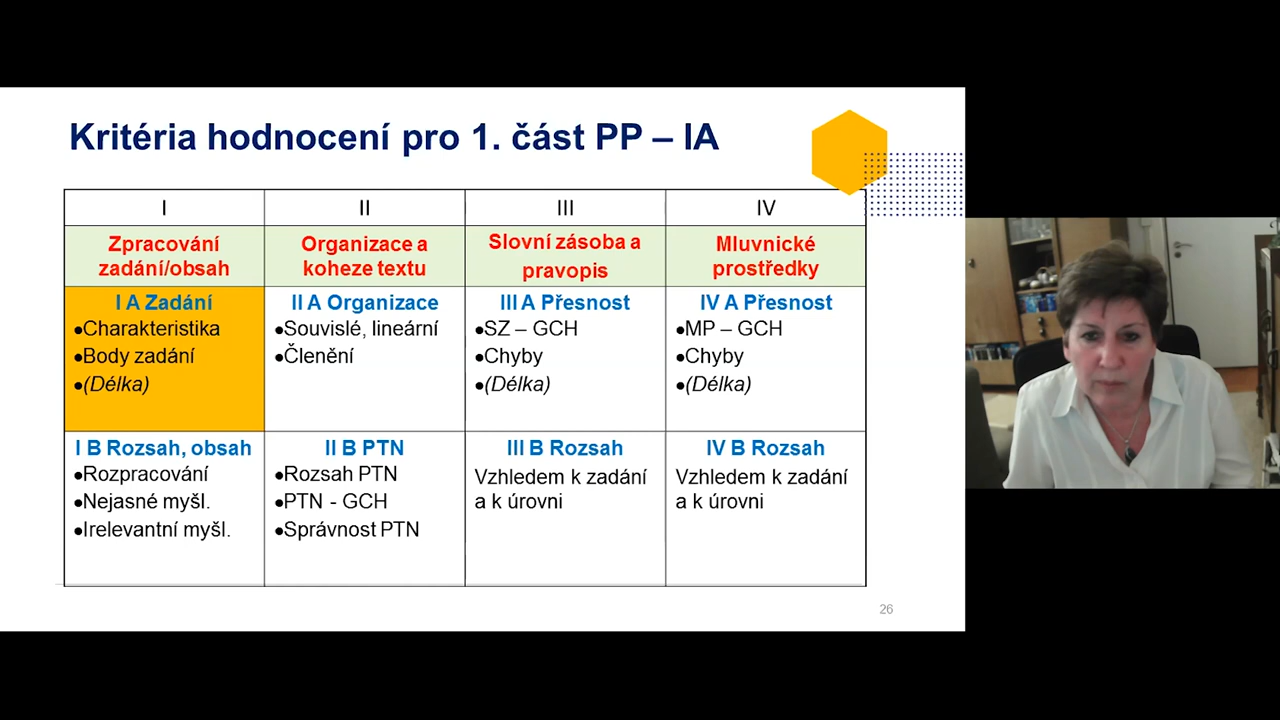 Kritéria hodnocení pro 1. část PP – IA
I
II
III
IV
Zpracování
zadání/obsah
Organizace a
koheze textu
Slovní zásoba a
pravopis
Mluvnické
prostředky
I A Zadání
•Charakteristika
•Body zadání
•(Délka)
II A Organizace
•Souvislé, lineární
•Členění
III A Přesnost
•SZ – GCH
•Chyby
•(Délka)
IV A Přesnost
•MP – GCH
•Chyby
•(Délka)
I B Rozsah, obsah
•Rozpracování
•Nejasné myšl.
•Irelevantní myšl.
II B PTN
•Rozsah PTN
•PTN - GCH
•Správnost PTN
III B Rozsah
Vzhledem k zadání
a k úrovni
IV B Rozsah
Vzhledem k zadání
a k úrovni
26